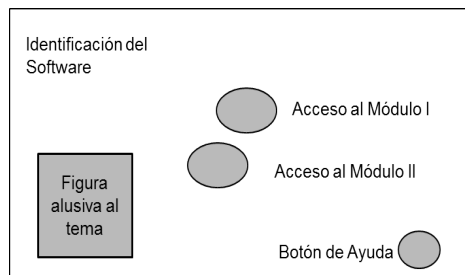 Identificación del
Software
Acceso al Módulo I
Acceso al Módulo II
Figura
alusiva al
tema
Botón de Ayuda